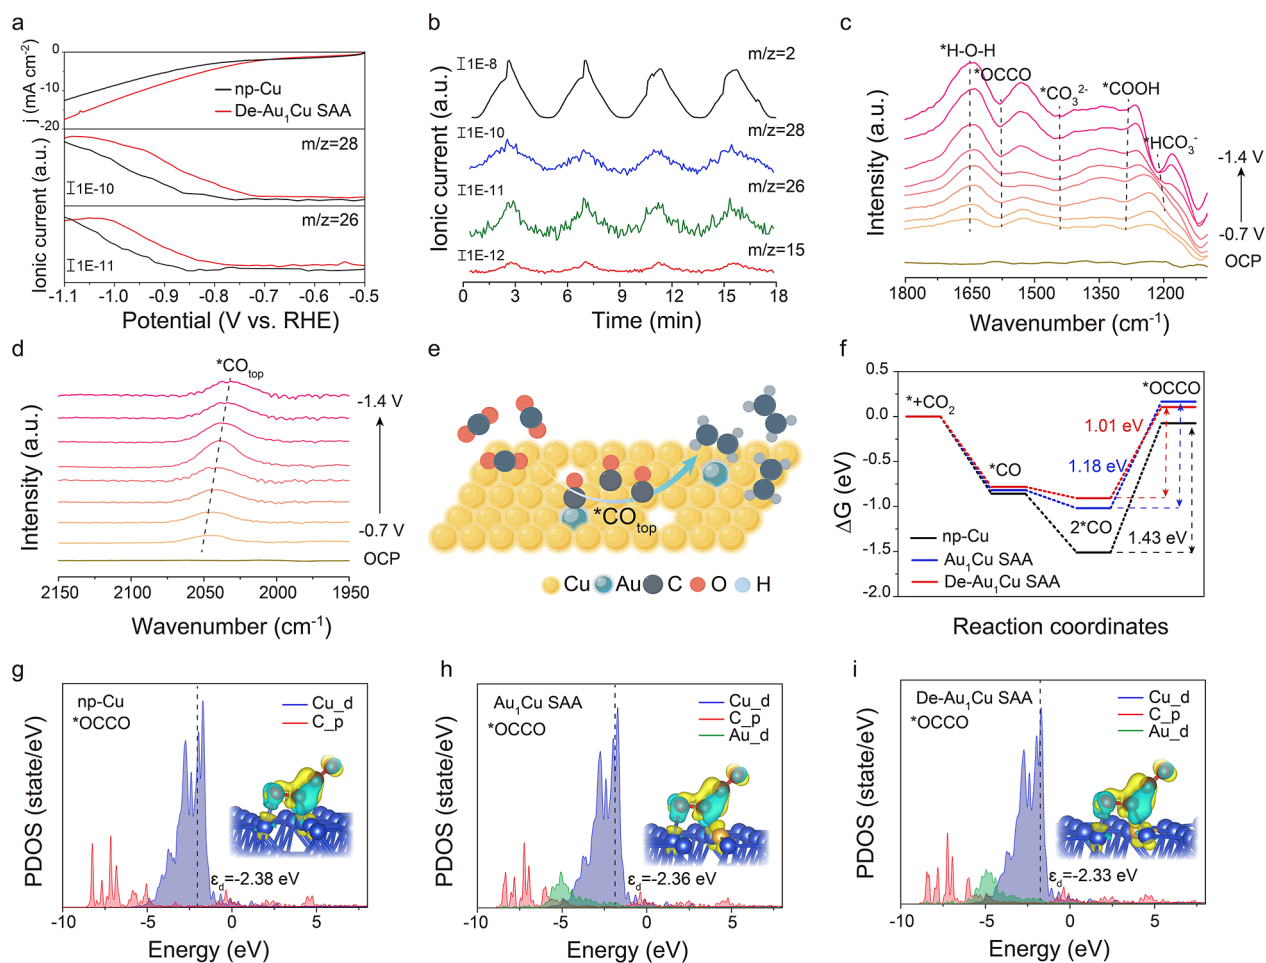 a
j (mA cm-2)
0
-10
-20
np-Cu
De-Au1Cu SAA
Ionic current (a.u.)
m/z=28
1E-10
m/z=26
1E-11
-1.1 -1.0 -0.9 -0.8 -0.7 -0.6 -0.5
Potential (V vs. RHE)
b
Ionic current (a.u.)
1E-8
m/z=2
1E-10
m/z=28
1E-11
m/z=26
1E-12
m/z=15
0 3 6 9 12 15 18
Time (min)
c
Intensity (a.u.)
*H-O-H
*OCCO
*CO32-
*COOH
*HCO3-
-1.4 V
-0.7 V
OCP
1800 1650 1500 1350 1200
Wavenumber (cm-1)
d
Intensity (a.u.)
*COtop
-1.4 V
-0.7 V
OCP
2150 2100 2050 2000 1950
Wavenumber (cm-1)
e
*COtop
Cu Au C O H
f
ΔG (eV)
0.5
0.0
-0.5
-1.0
-1.5
-2.0
*+CO2
*CO
2*CO
*OCCO
1.01 eV
1.18 eV
1.43 eV
np-Cu
Au1Cu SAA
De-Au1Cu SAA
Reaction coordinates
g
PDOS (state/eV)
np-Cu
*OCCO
Cu_d
C_p
εd=-2.38 eV
-10 -5 0 5
Energy (eV)
h
PDOS (state/eV)
Au1Cu SAA
*OCCO
Cu_d
C_p
Au_d
εd=-2.36 eV
-10 -5 0 5
Energy (eV)
i
PDOS (state/eV)
De-Au1Cu SAA
*OCCO
Cu_d
C_p
Au_d
εd=-2.33 eV
-10 -5 0 5
Energy (eV)